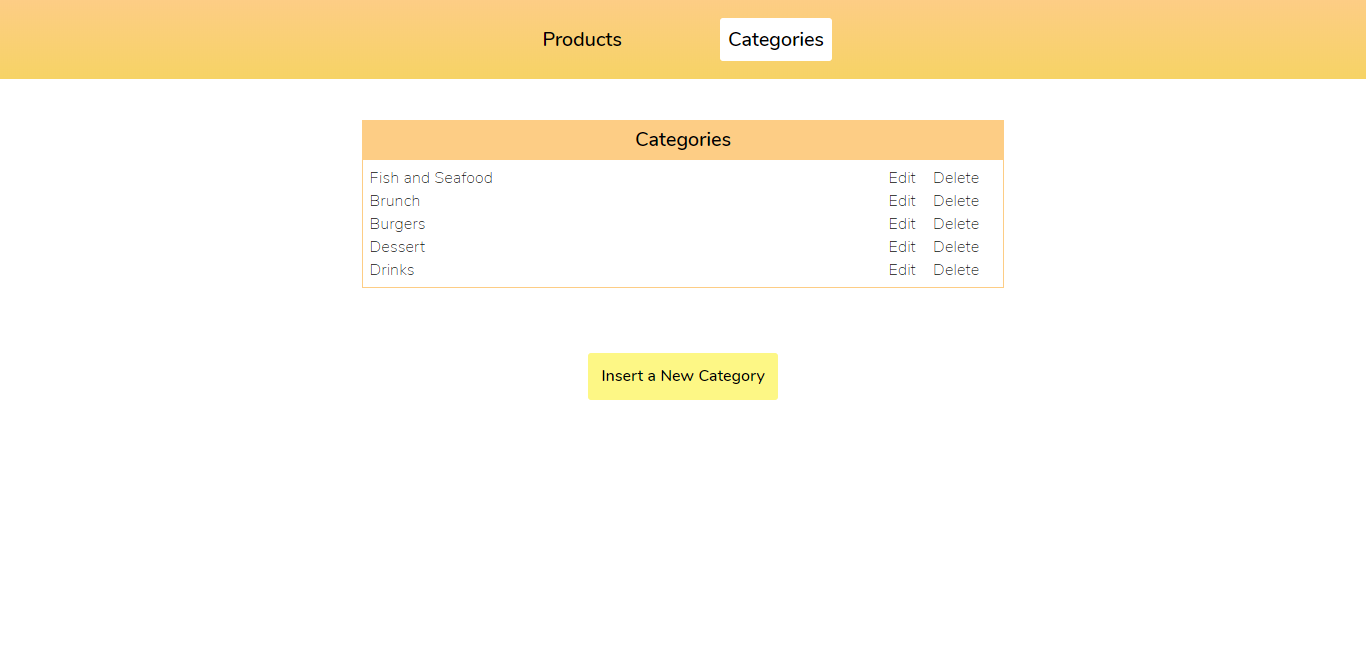 Products Categories
Categories
Fish and Seafood Edit Delete
Brunch Edit Delete
Burgers Edit Delete
Dessert Edit Delete
Drinks Edit Delete
Insert a New Category